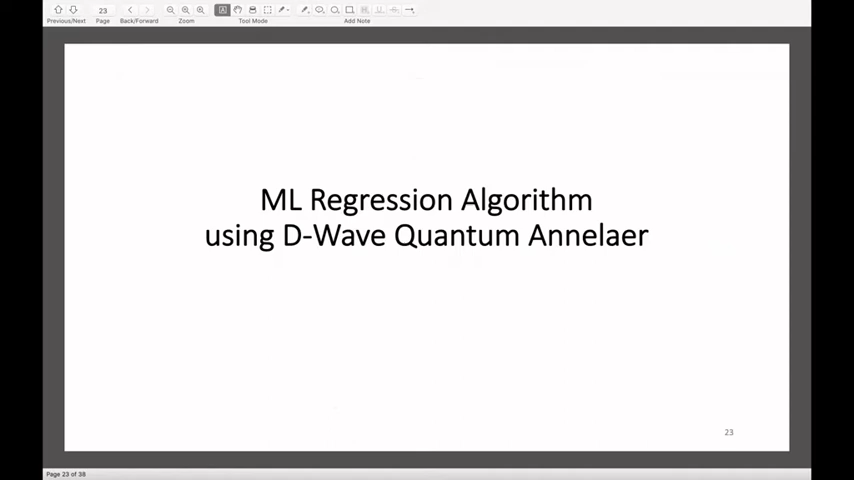 23
Previous/Next Page Back/Forward Zoom Tool Mode Add Note
ML Regression Algorithm
using D-Wave Quantum Annelaer
23
Page 23 of 38